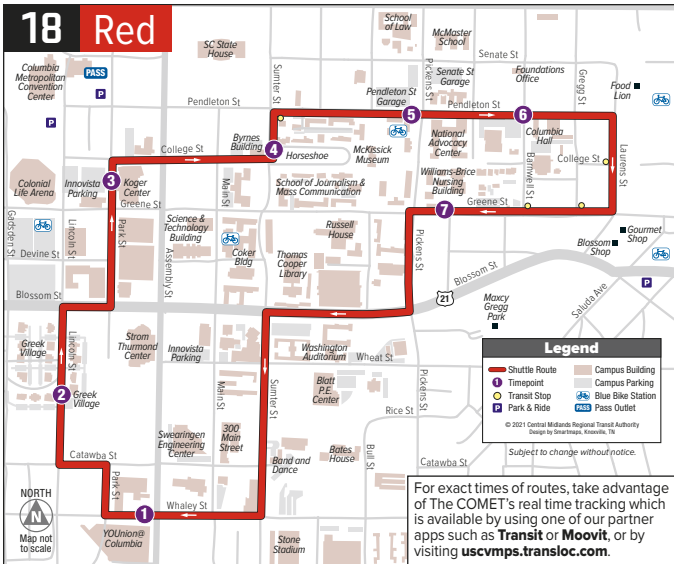 18 Red
School
of Law
McMaster
School
SC State
House
Senate St
Columbia
Metropolitan
Convention
Center
PASS
P
P
Sumter St
Pickens St
Senate St
Garage
Foundations
Office
Gregg St
Food
Lion
Pendleton St
Garage
Pendleton St
Pendleton St
5
6
Byrnes
Building
4
College St
Horseshoe
McKissick
Museum
National
Advocacy
Center
Columbia
Hall
College St
Barnwell St
Laurens St
Colonial
Life Arena
Innovista
Parking
3
Koger
Center
Greene St
Main St
School of Journalism &
Mass Communication
Williams-Brice
Nursing
Building
Greene St
7
Gadsden St
Lincoln St
Devine St
Park St
Assembly St
Science &
Technology
Building
Coker
Bldg
Russell
House
Thomas
Cooper
Library
Pickens St
Gourmet
Shop
Blossom
Shop
P
Blossom St
Blossom St
21
Saluda Ave
Maxcy
Gregg
Park
Greek
Village
Lincoln St
Strom
Thurmond
Center
Innovista
Parking
Washington
Auditorium
Wheat St
2
Greek
Village
Main St
Sumter St
Blatt
P.E.
Center
Pickens St
Rice St
Swearingen
Engineering
Center
300
Main
Street
Band and
Dance
Bates
House
Bull St
Catawba St
Catawba St
Park St
Whaley St
1
YOUnion@
Columbia
Stone
Stadium
NORTH
N
Map not
to scale
Legend
Shuttle Route
1 Timepoint
Transit Stop
P Park & Ride
Campus Building
Campus Parking
Blue Bike Station
PASS Pass Outlet
© 2021 Central Midlands Regional Transit Authority
Design by Smartmaps, Knoxville, TN
Subject to change without notice.
For exact times of routes, take advantage
of The COMET's real time tracking which
is available by using one of our partner
apps such as Transit or Moovit, or by
visiting uscvmps.transloc.com.